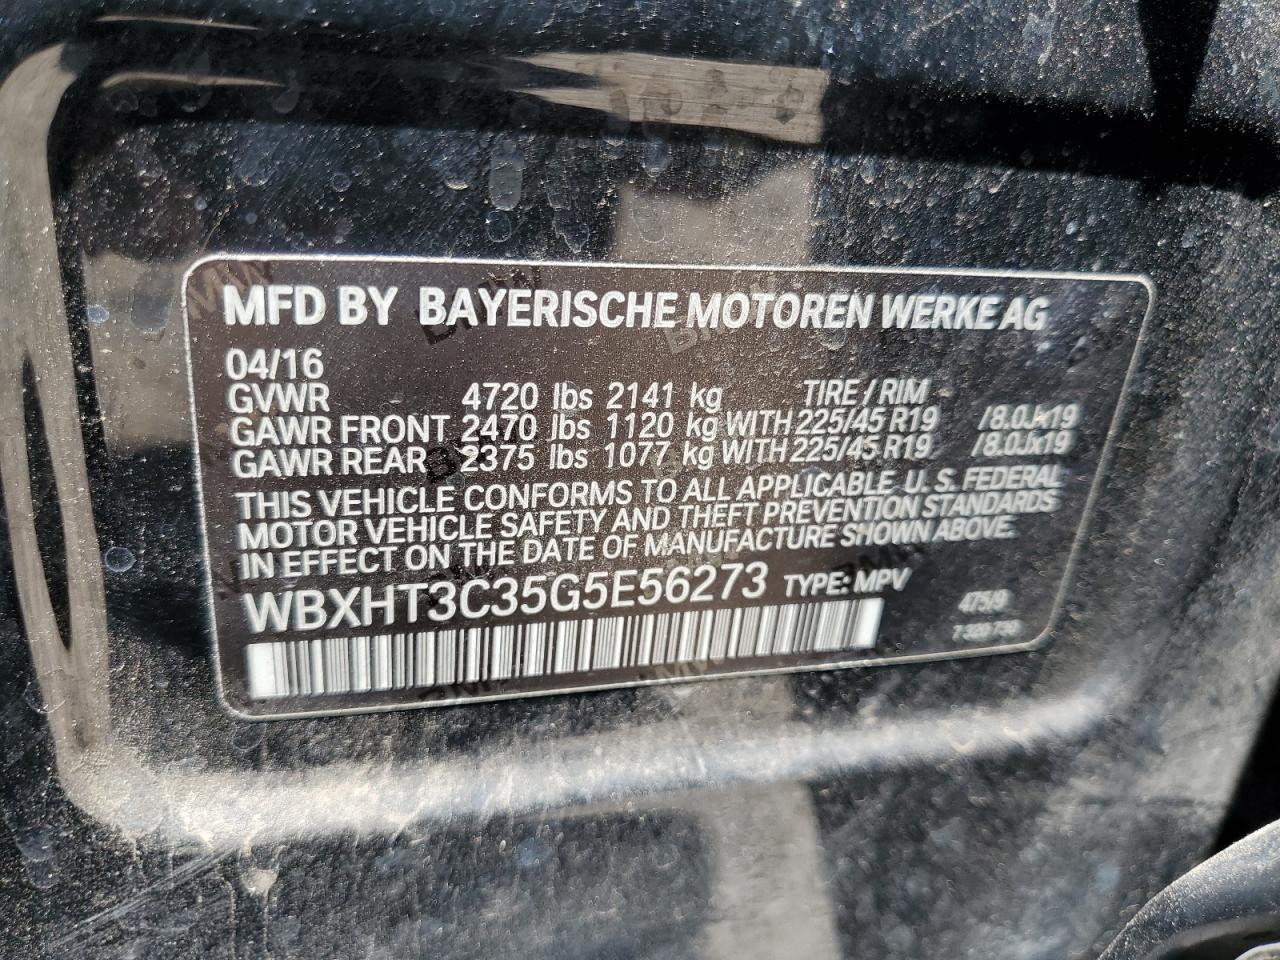 MFD BY BAYERISCHE MOTOREN WERKE AG
04/16
GVWR 4720 lbs 2141 kg TIRE / RIM
GAWR FRONT 2470 lbs 1120 kg WITH 225/45 R19 /8.0Jx19
GAWR REAR 2375 lbs 1077 kg WITH 225/45 R19 /8.0Jx19
THIS VEHICLE CONFORMS TO ALL APPLICABLE U. S. FEDERAL
MOTOR VEHICLE SAFETY AND THEFT PREVENTION STANDARDS
IN EFFECT ON THE DATE OF MANUFACTURE SHOWN ABOVE.
WBXHT3C35G5E56273 TYPE: MPV
475/9